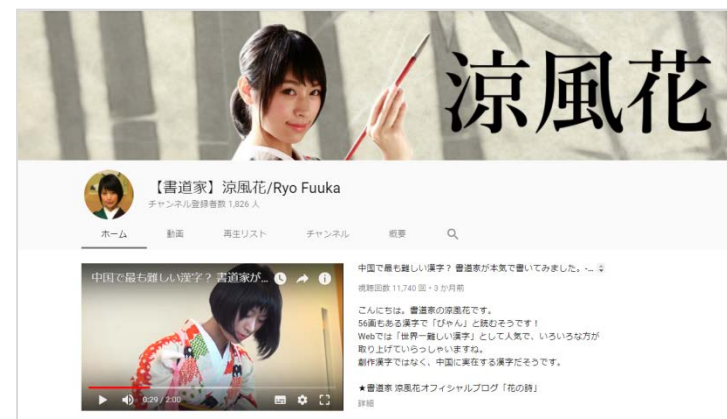 涼風花
【書道家】涼風花/Ryo Fuuka
チャンネル登録者数 1,826 人
ホーム 動画 再生リスト チャンネル 概要
中国で最も難しい漢字？ 書道家が...
0:29 / 2:00
中国で最も難しい漢字？ 書道家が本気で書いてみました。-...
視聴回数 11,740 回・3 か月前
こんにちは。書道家の涼風花です。
56画もある漢字で「びゃん」と読むそうです！
Webでは「世界一難しい漢字」として人気で、いろいろな方が
取り上げていらっしゃいますね。
創作漢字ではなく、中国に実在する漢字だそうです。
★書道家 涼風花オフィシャルブログ「花の詩」
詳細